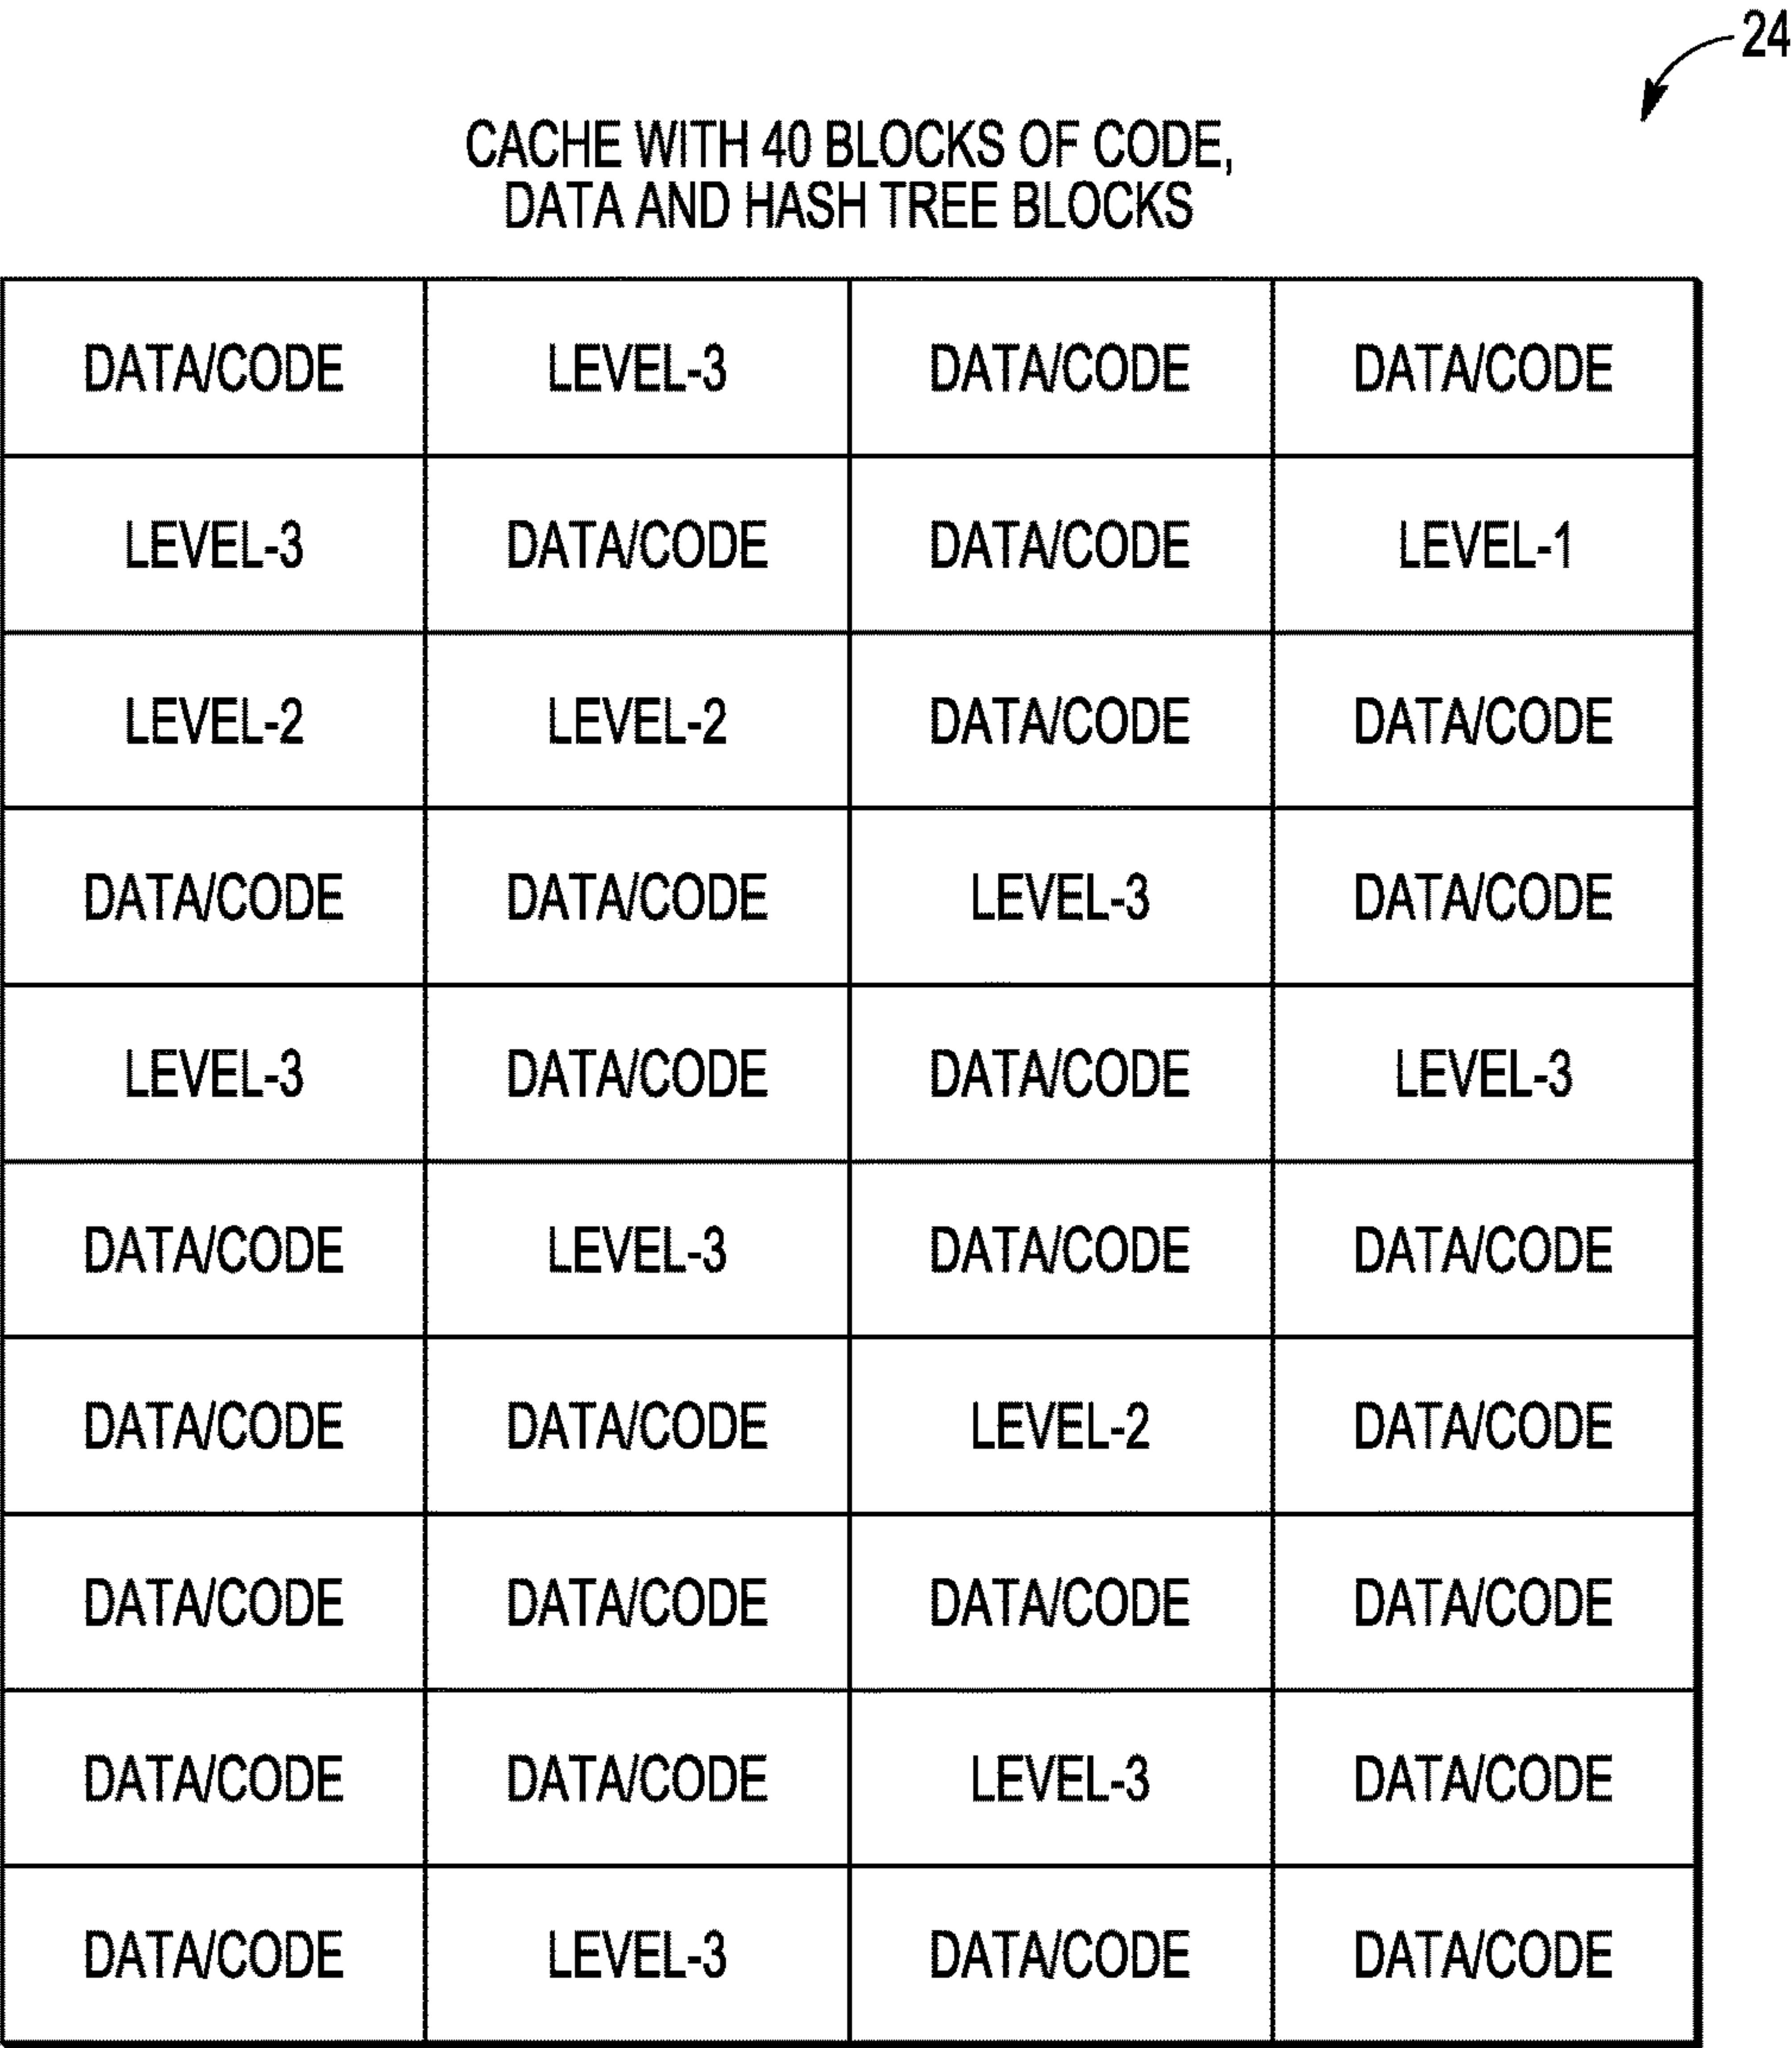 24
CACHE WITH 40 BLOCKS OF CODE,
DATA AND HASH TREE BLOCKS
DATA/CODE LEVEL-3 DATA/CODE DATA/CODE
LEVEL-3 DATA/CODE DATA/CODE LEVEL-1
LEVEL-2 LEVEL-2 DATA/CODE DATA/CODE
DATA/CODE DATA/CODE LEVEL-3 DATA/CODE
LEVEL-3 DATA/CODE DATA/CODE LEVEL-3
DATA/CODE LEVEL-3 DATA/CODE DATA/CODE
DATA/CODE DATA/CODE LEVEL-2 DATA/CODE
DATA/CODE DATA/CODE DATA/CODE DATA/CODE
DATA/CODE DATA/CODE LEVEL-3 DATA/CODE
DATA/CODE LEVEL-3 DATA/CODE DATA/CODE